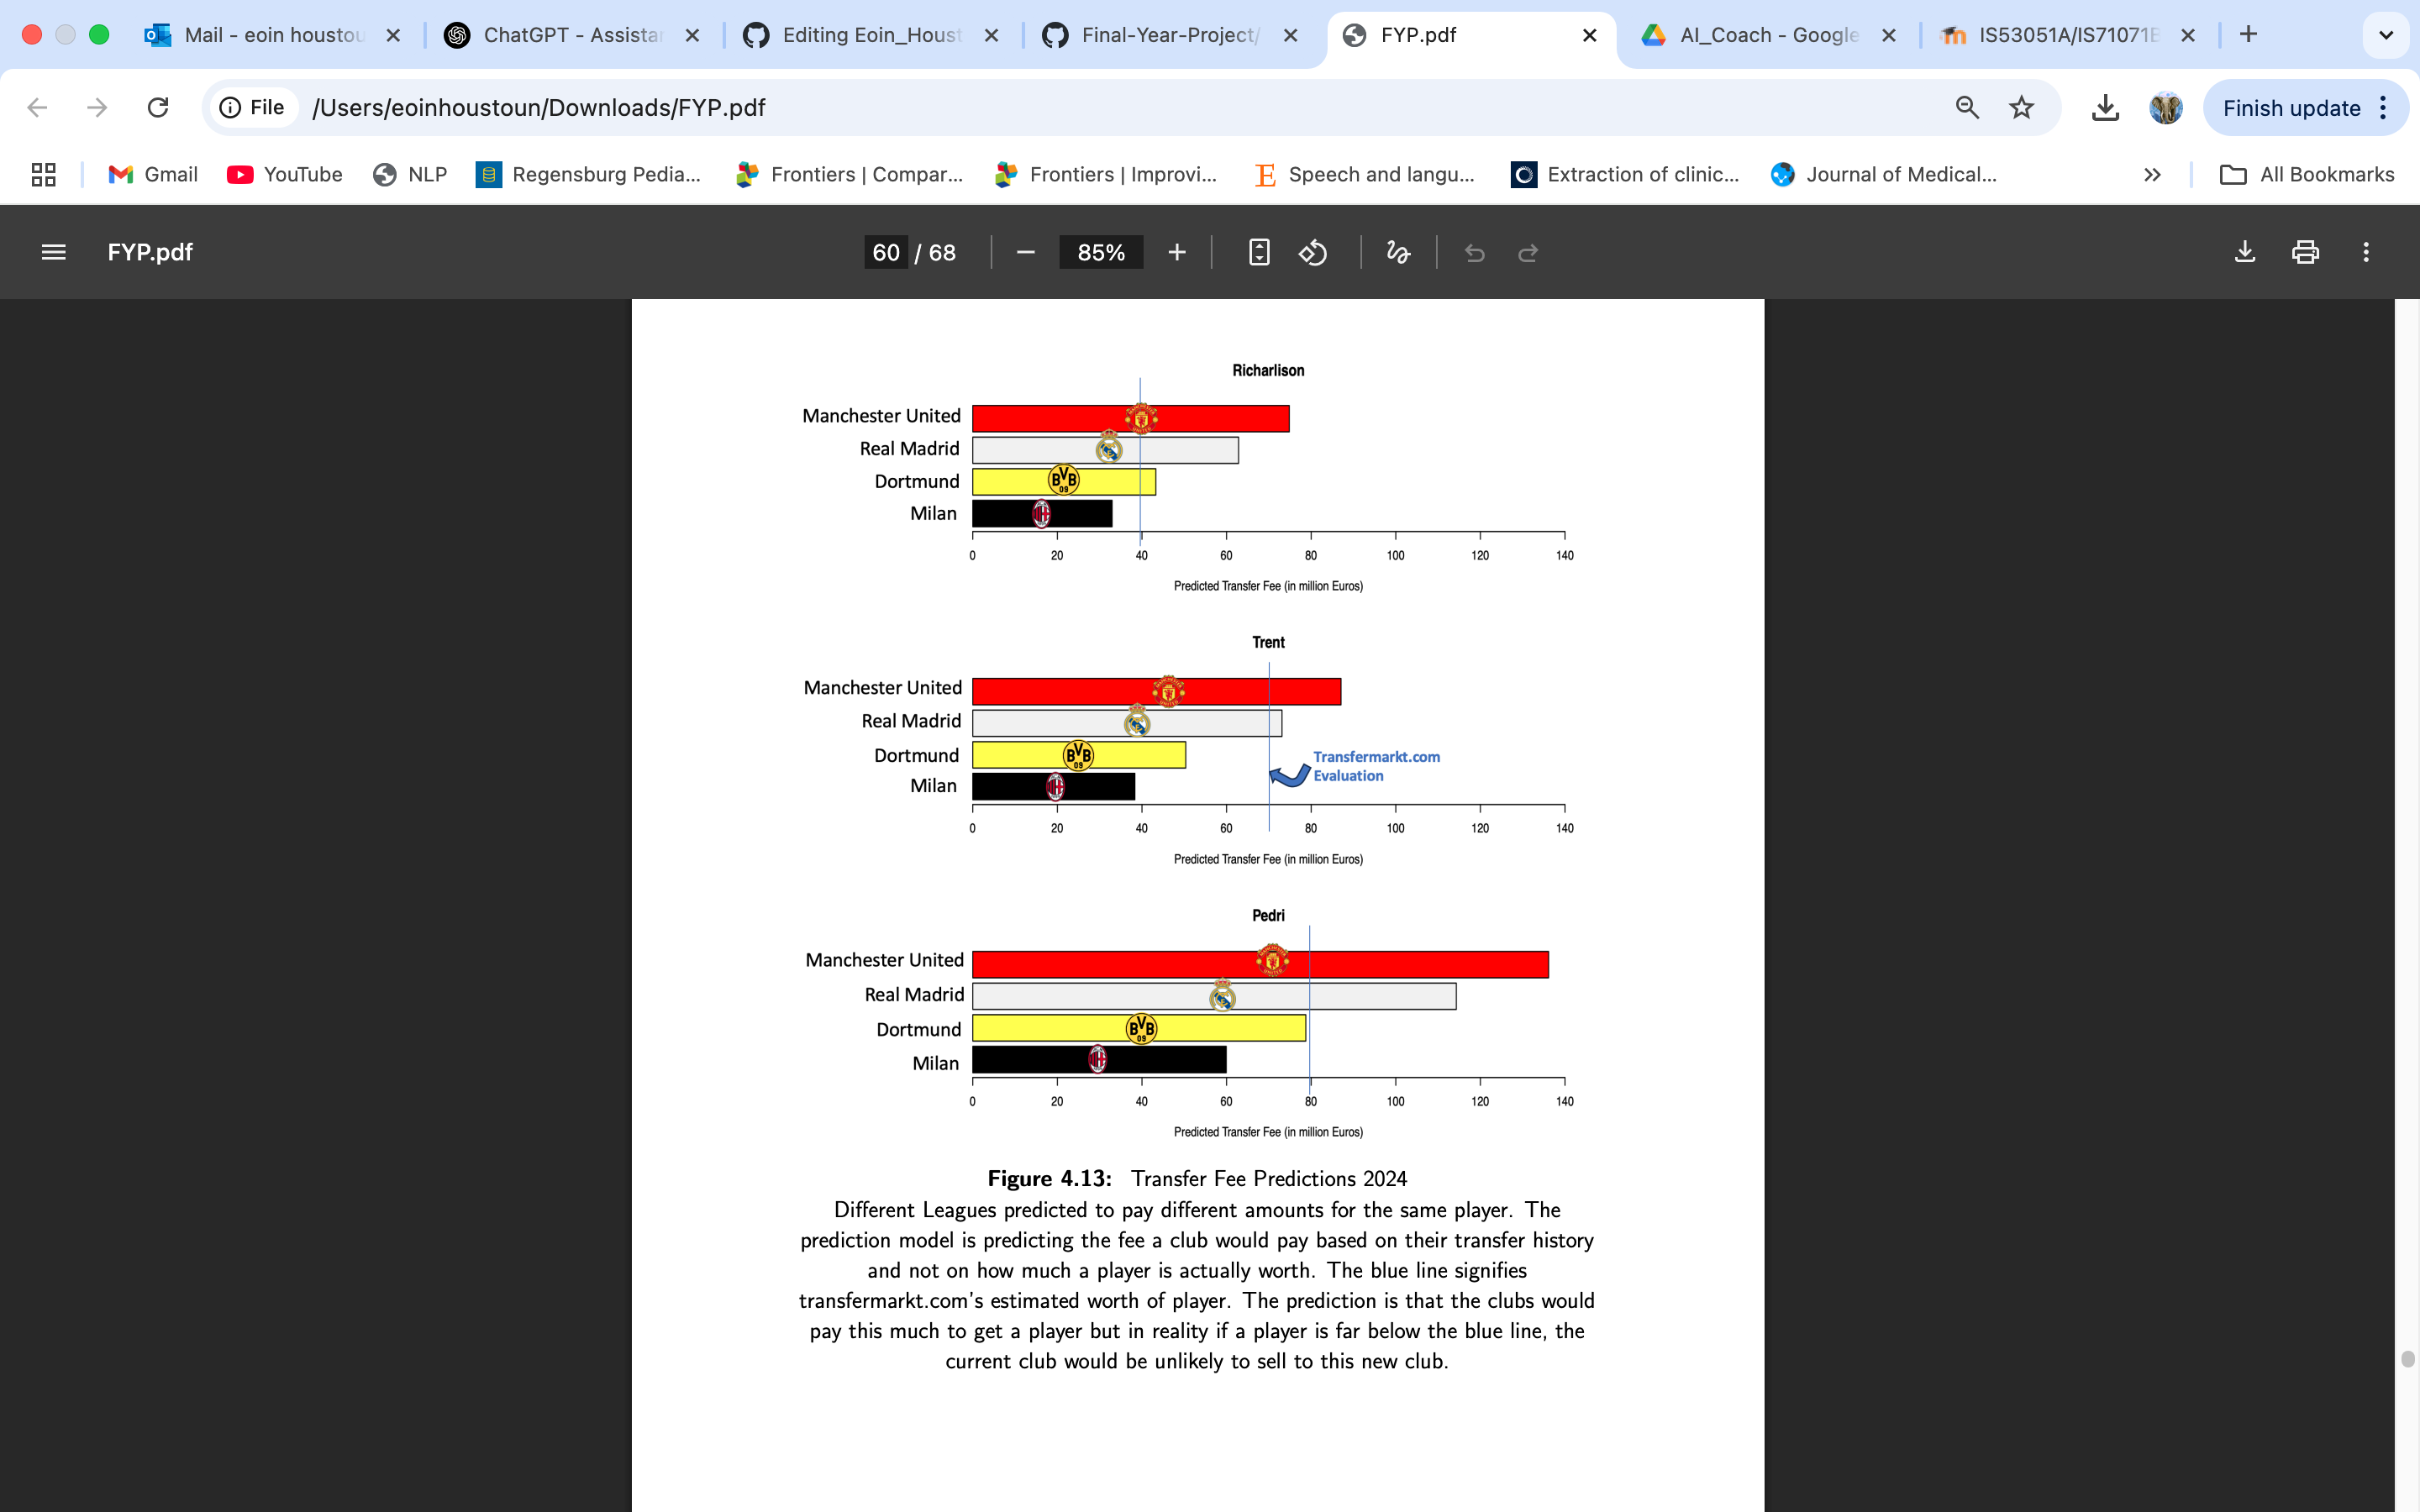 Mail - eoin houstou
ChatGPT - Assista
Editing Eoin_Houst
Final-Year-Project/
FYP.pdf
AI_Coach - Google
IS53051A/IS71071B
File /Users/eoinhoustoun/Downloads/FYP.pdf
Finish update
Gmail
YouTube
NLP
Regensburg Pedia...
Frontiers | Compar...
Frontiers | Improvi...
Speech and langu...
Extraction of clinic...
Journal of Medical...
All Bookmarks
FYP.pdf
60 / 68
85%
Richarlison
Manchester United
Real Madrid
Dortmund
BVB 09
Milan
0 20 40 60 80 100 120 140
Predicted Transfer Fee (in million Euros)
Trent
Manchester United
Real Madrid
Dortmund
BVB 09
Milan
Transfermarkt.com
Evaluation
0 20 40 60 80 100 120 140
Predicted Transfer Fee (in million Euros)
Pedri
Manchester United
Real Madrid
Dortmund
BVB 09
Milan
0 20 40 60 80 100 120 140
Predicted Transfer Fee (in million Euros)
Figure 4.13: Transfer Fee Predictions 2024
Different Leagues predicted to pay different amounts for the same player. The
prediction model is predicting the fee a club would pay based on their transfer history
and not on how much a player is actually worth. The blue line signifies
transfermarkt.com's estimated worth of player. The prediction is that the clubs would
pay this much to get a player but in reality if a player is far below the blue line, the
current club would be unlikely to sell to this new club.